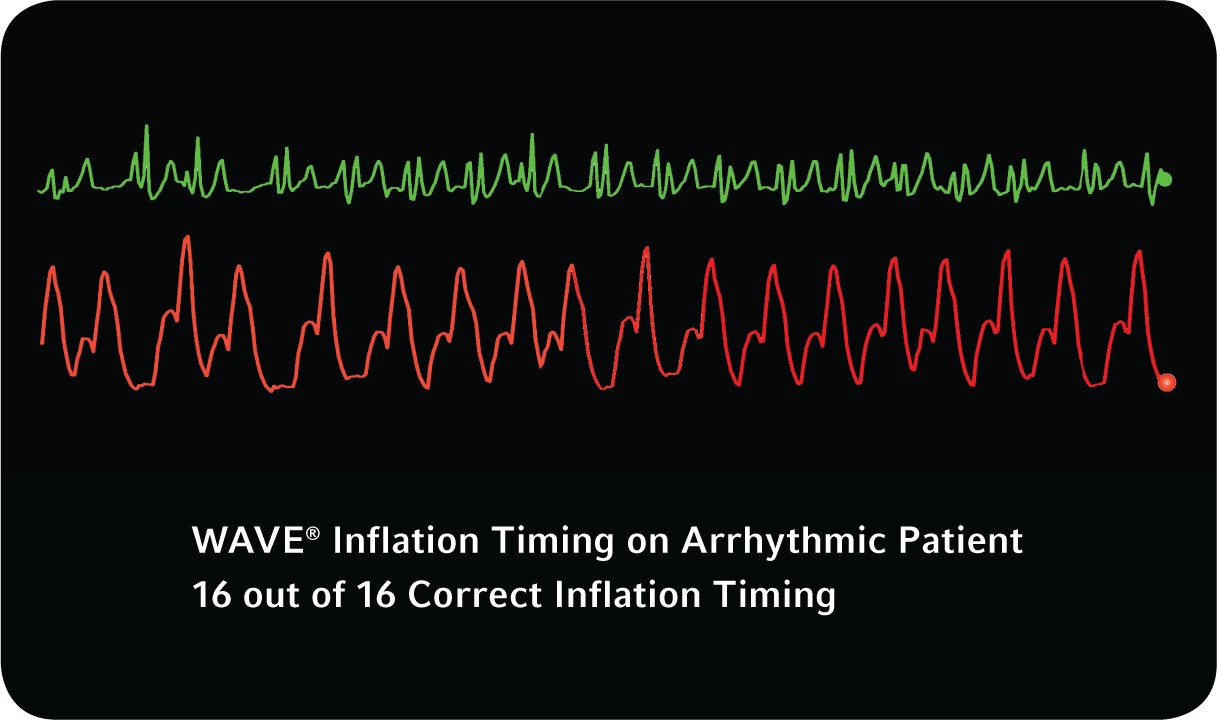 WAVE® Inflation Timing on Arrhythmic Patient
16 out of 16 Correct Inflation Timing